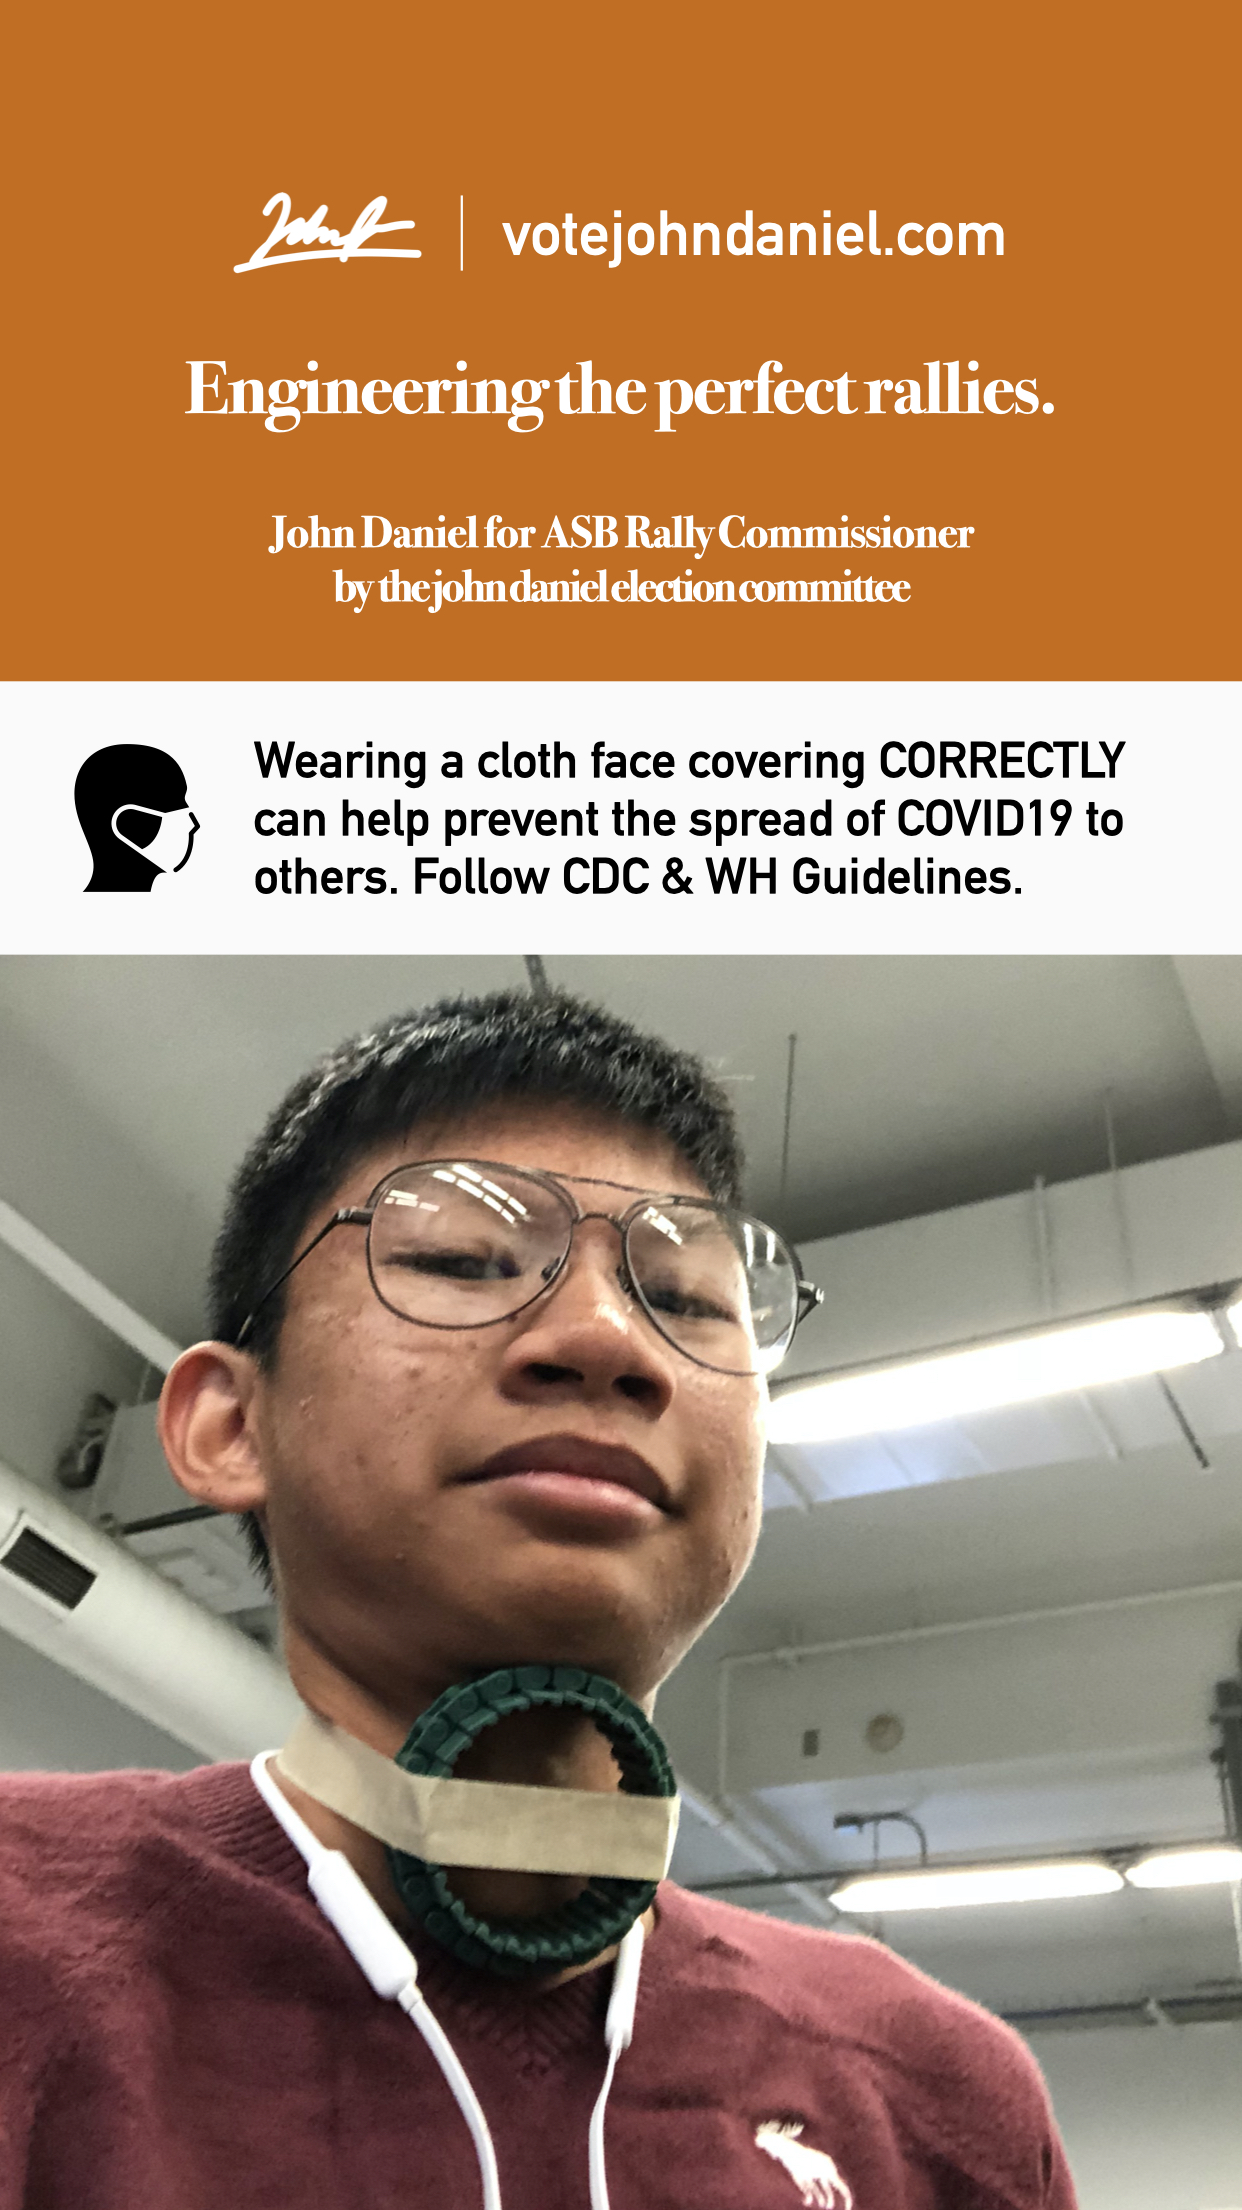 John
votejohndaniel.com
Engineering the perfect rallies.
John Daniel for ASB Rally Commissioner
by the john daniel election committee
Wearing a cloth face covering CORRECTLY
can help prevent the spread of COVID19 to
others. Follow CDC & WH Guidelines.